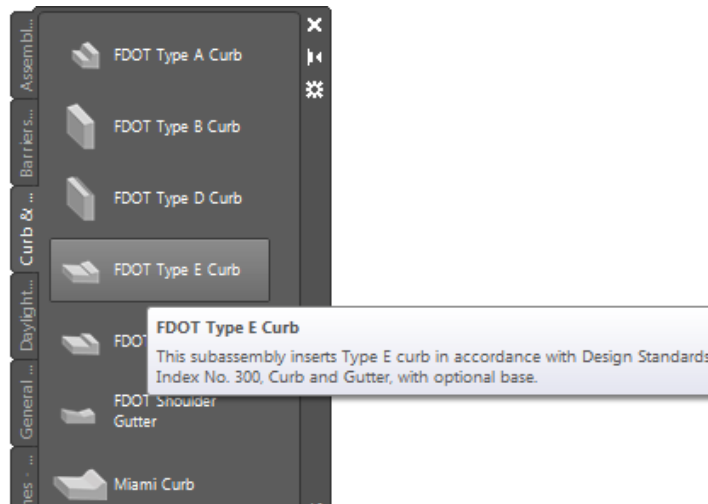 Assembl...
Barriers...
Curb & ...
Daylight...
General ...
nes - ...
FDOT Type A Curb
FDOT Type B Curb
FDOT Type D Curb
FDOT Type E Curb
FDO
FDOT Shoulder
Gutter
Miami Curb
FDOT Type E Curb
This subassembly inserts Type E curb in accordance with Design Standards
Index No. 300, Curb and Gutter, with optional base.